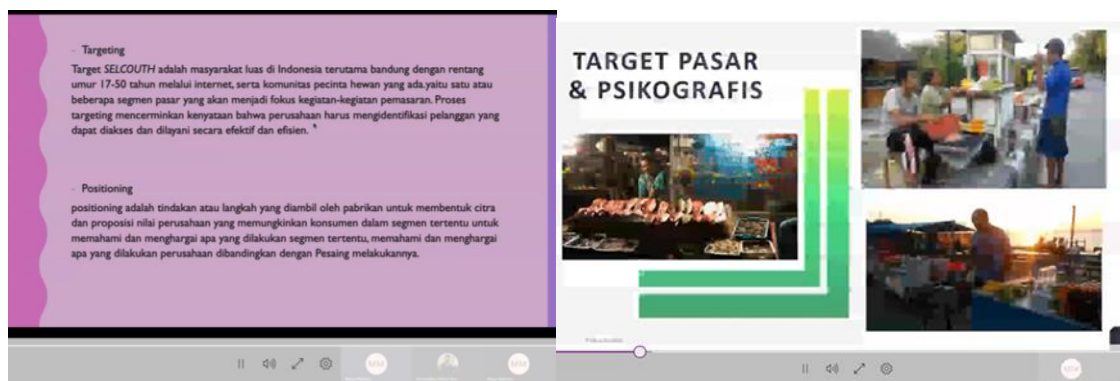 - Targeting
Target SELCOUTH adalah masyarakat luas di Indonesia terutama bandung dengan rentang
umur 17-50 tahun melalui internet, serta komunitas pecinta hewan yang ada.yaitu satu atau
beberapa segmen pasar yang akan menjadi fokus kegiatan-kegiatan pemasaran. Proses
targeting mencerminkan kenyataan bahwa perusahaan harus mengidentifikasi pelanggan yang
dapat diakses dan dilayani secara efektif dan efisien.
- Positioning
positioning adalah tindakan atau langkah yang diambil oleh pabrikan untuk membentuk citra
dan proposisi nilai perusahaan yang memungkinkan konsumen dalam segmen tertentu untuk
memahami dan menghargai apa yang dilakukan segmen tertentu, memahami dan menghargai
apa yang dilakukan perusahaan dibandingkan dengan Pesaing melakukannya.
MM
MM
TARGET PASAR
& PSIKOGRAFIS